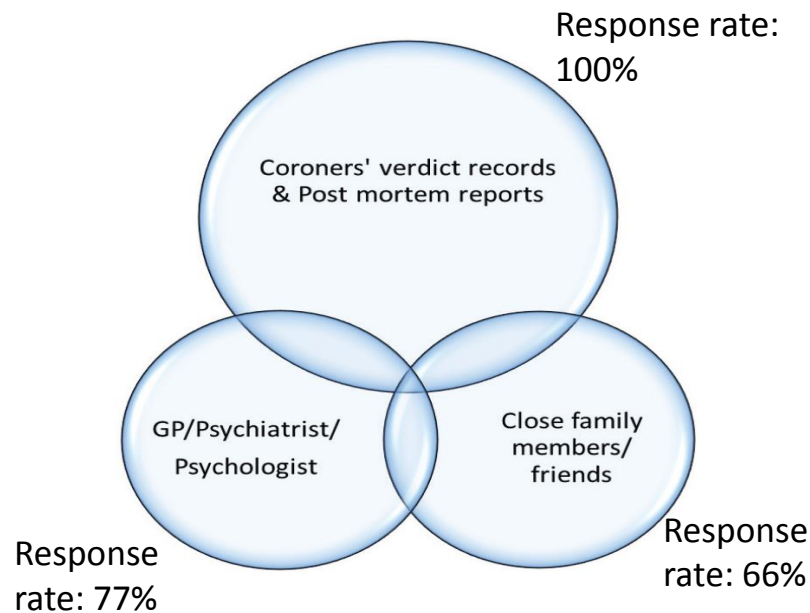 Response rate:
100%
Coroners' verdict records
& Post mortem reports
GP/Psychiatrist/
Psychologist
Close family
members/
friends
Response
rate: 77%
Response
rate: 66%